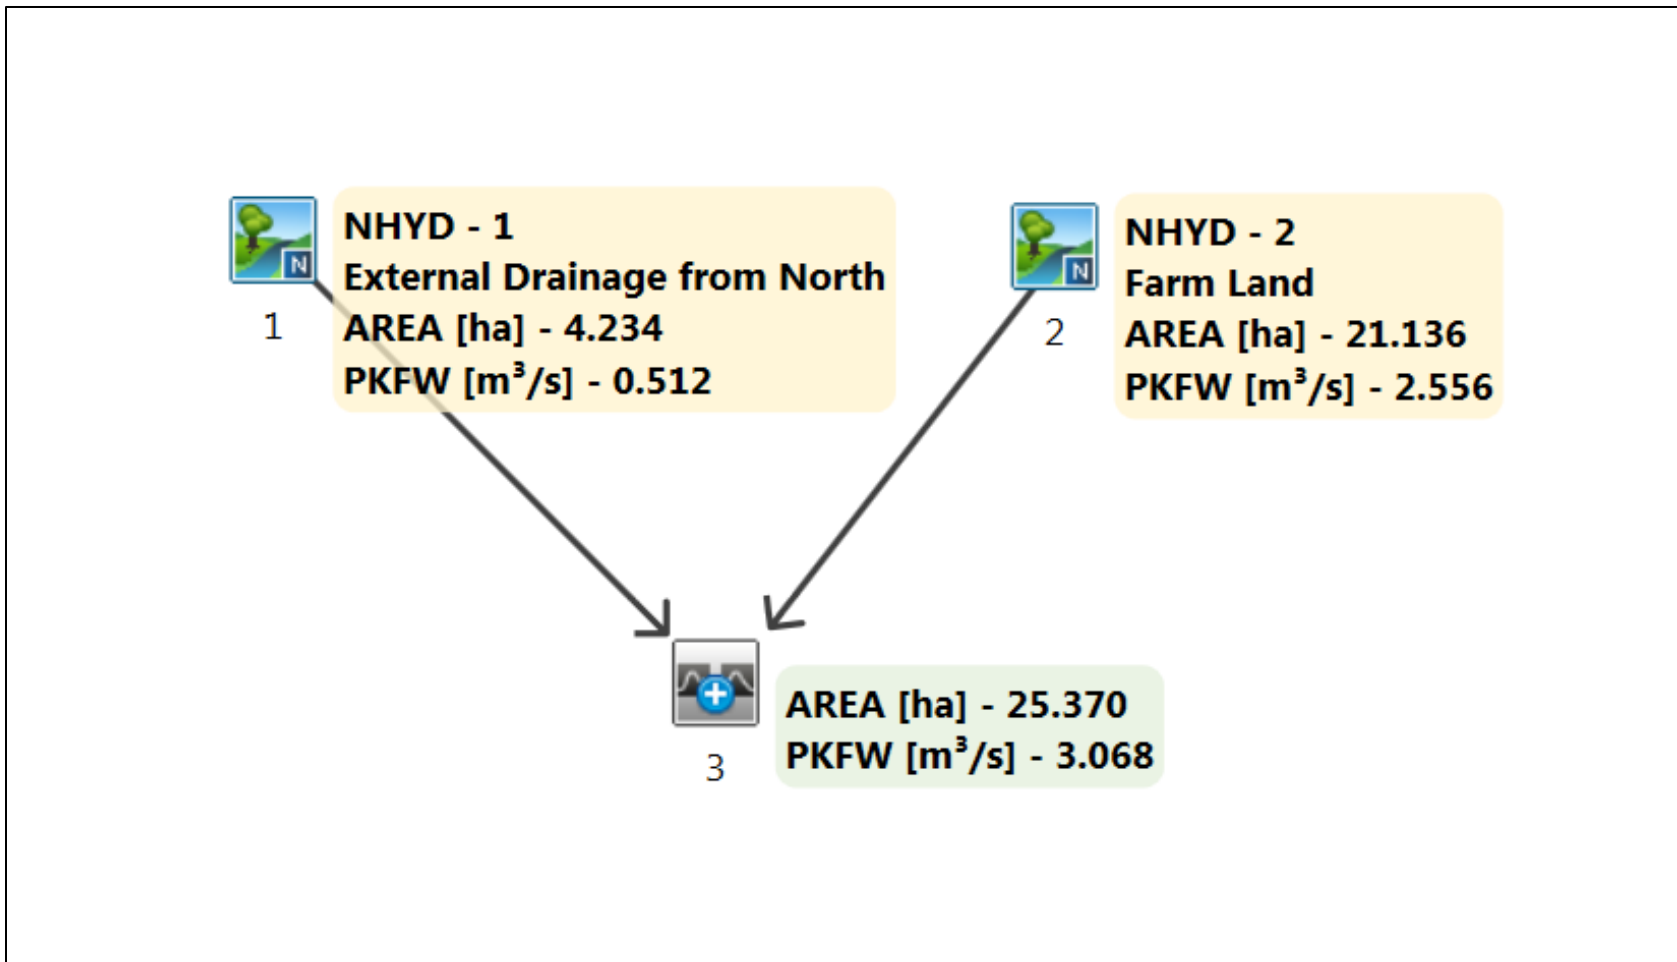 NHYD - 1
External Drainage from North
AREA [ha] - 4.234
PKFW [m³/s] - 0.512
N
1
NHYD - 2
Farm Land
AREA [ha] - 21.136
PKFW [m³/s] - 2.556
N
2
AREA [ha] - 25.370
PKFW [m³/s] - 3.068
3